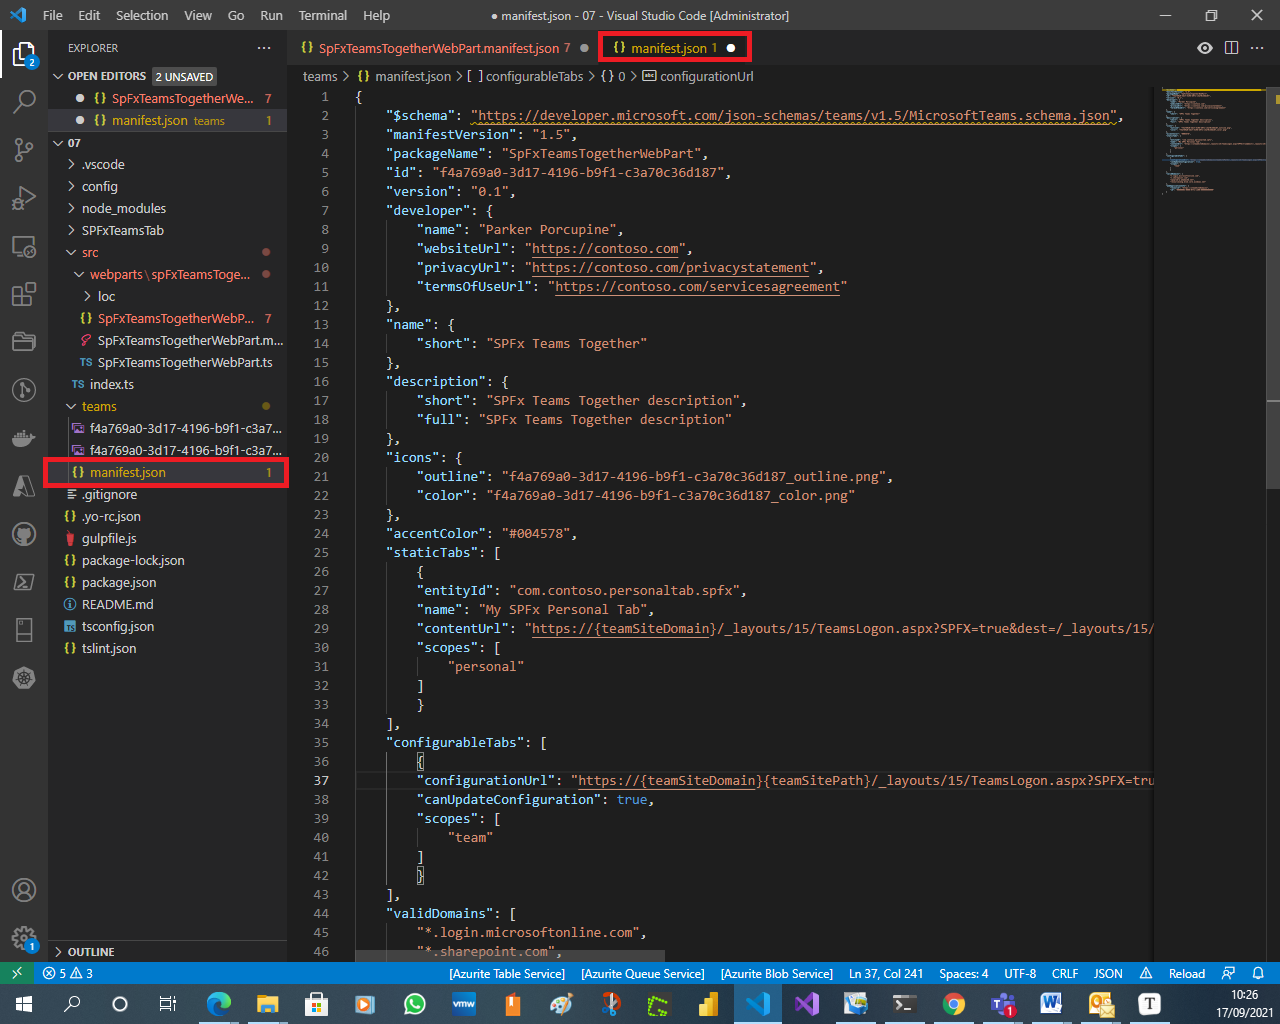 File Edit Selection View Go Run Terminal Help
● manifest.json - 07 - Visual Studio Code [Administrator]
EXPLORER
OPEN EDITORS 2 UNSAVED
{} SpFxTeamsTogetherWe... 7
{} manifest.json teams 1
07
.vscode
config
node_modules
SPFxTeamsTab
src
webparts\spFxTeamsToge...
loc
{} SpFxTeamsTogetherWebP... 7
SpFxTeamsTogetherWebPart.m...
TS SpFxTeamsTogetherWebPart.ts
TS index.ts
teams
f4a769a0-3d17-4196-b9f1-c3a7...
f4a769a0-3d17-4196-b9f1-c3a7...
{} manifest.json 1
.gitignore
{} .yo-rc.json
gulpfile.js
{} package-lock.json
{} package.json
README.md
TS tsconfig.json
{} tslint.json
OUTLINE
2
1
{} SpFxTeamsTogetherWebPart.manifest.json 7 ●
{} manifest.json 1 ●
teams > {} manifest.json > [ ] configurableTabs > {} 0 > abc configurationUrl
1 {
2 "$schema": "https://developer.microsoft.com/json-schemas/teams/v1.5/MicrosoftTeams.schema.json",
3 "manifestVersion": "1.5",
4 "packageName": "SpFxTeamsTogetherWebPart",
5 "id": "f4a769a0-3d17-4196-b9f1-c3a70c36d187",
6 "version": "0.1",
7 "developer": {
8 "name": "Parker Porcupine",
9 "websiteUrl": "https://contoso.com",
10 "privacyUrl": "https://contoso.com/privacystatement",
11 "termsOfUseUrl": "https://contoso.com/servicesagreement"
12 },
13 "name": {
14 "short": "SPFx Teams Together"
15 },
16 "description": {
17 "short": "SPFx Teams Together description",
18 "full": "SPFx Teams Together description"
19 },
20 "icons": {
21 "outline": "f4a769a0-3d17-4196-b9f1-c3a70c36d187_outline.png",
22 "color": "f4a769a0-3d17-4196-b9f1-c3a70c36d187_color.png"
23 },
24 "accentColor": "#004578",
25 "staticTabs": [
26 {
27 "entityId": "com.contoso.personaltab.spfx",
28 "name": "My SPFx Personal Tab",
29 "contentUrl": "https://{teamSiteDomain}/_layouts/15/TeamsLogon.aspx?SPFX=true&dest=/_layouts/15/
30 "scopes": [
31 "personal"
32 ]
33 }
34 ],
35 "configurableTabs": [
36 {
37 "configurationUrl": "https://{teamSiteDomain}{teamSitePath}/_layouts/15/TeamsLogon.aspx?SPFX=tru
38 "canUpdateConfiguration": true,
39 "scopes": [
40 "team"
41 ]
42 }
43 ],
44 "validDomains": [
45 "*.login.microsoftonline.com",
46 "*.sharepoint.com",
5 3 [Azurite Table Service] [Azurite Queue Service] [Azurite Blob Service] Ln 37, Col 241 Spaces: 4 UTF-8 CRLF JSON Reload
vmw 1 T
10:26
17/09/2021